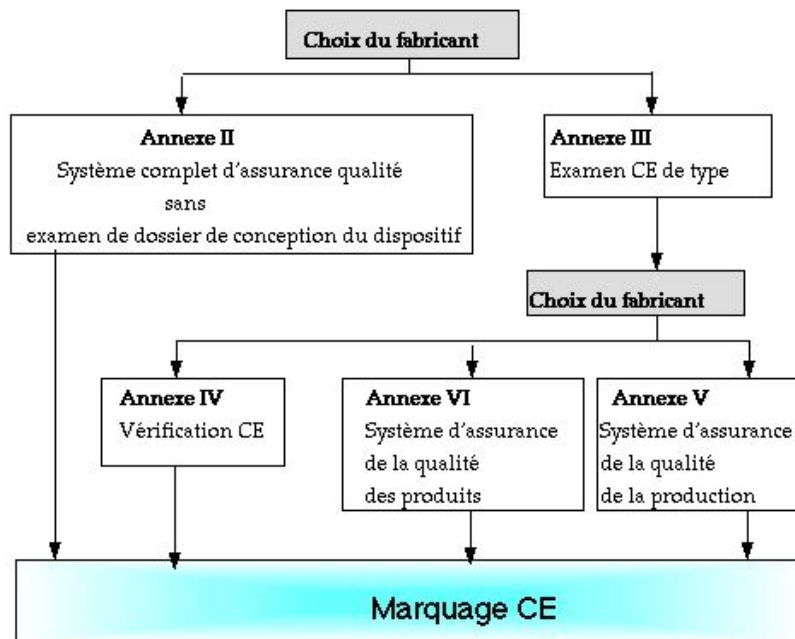 Choix du fabricant
Annexe II
Système complet d'assurance qualité
sans
examen de dossier de conception du dispositif
Annexe III
Examen CE de type
Choix du fabricant
Annexe IV
Vérification CE
Annexe VI
Système d'assurance
de la qualité
des produits
Annexe V
Système d'assurance
de la qualité
de la production
Marquage CE